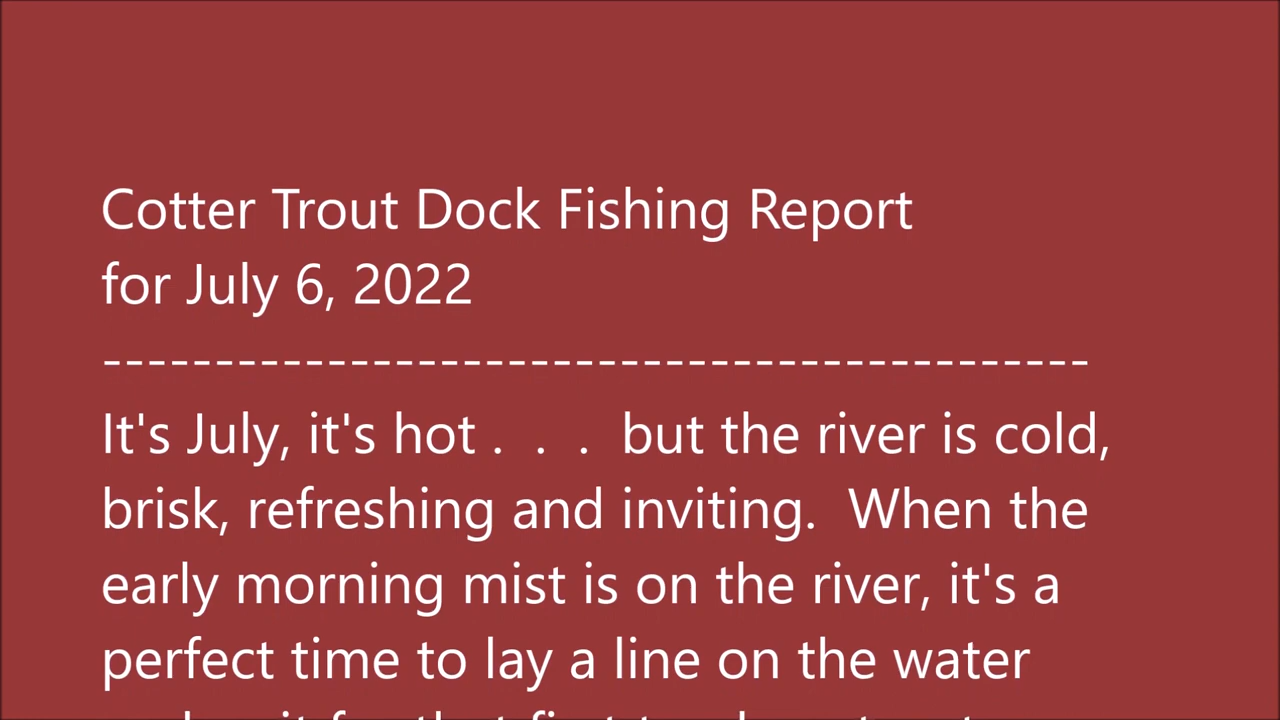 Cotter Trout Dock Fishing Report
for July 6, 2022
--------------------------------------------
It's July, it's hot .  .  .  but the river is cold,
brisk, refreshing and inviting.  When the
early morning mist is on the river, it's a
perfect time to lay a line on the water